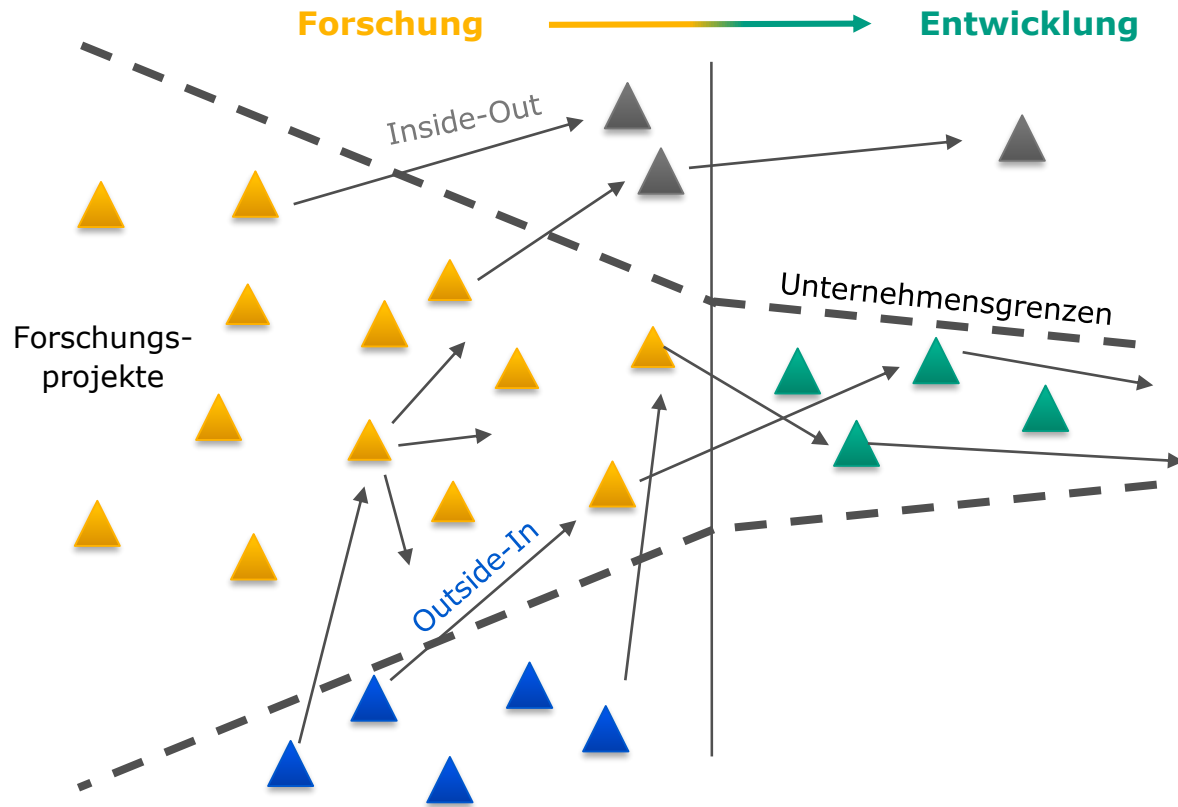 Forschung
Entwicklung
Inside-Out
Unternehmensgrenzen
Forschungs-
projekte
Outside-In